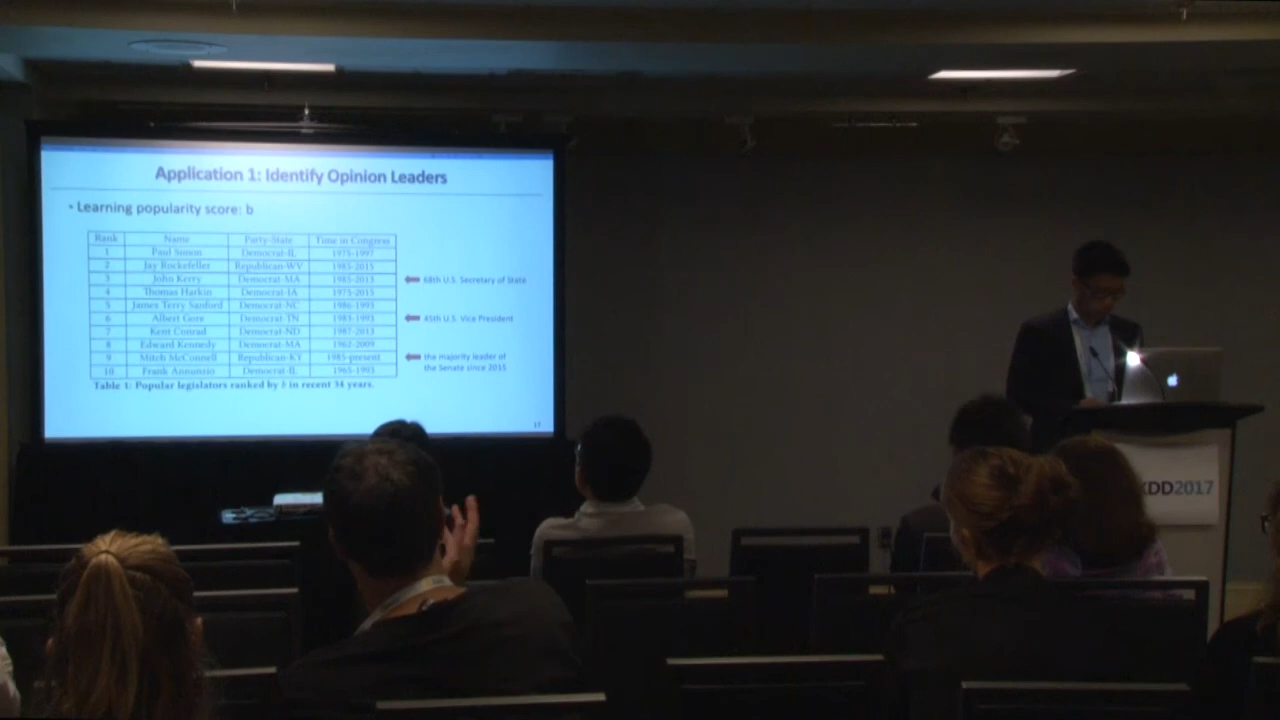 Application 1: Identify Opinion Leaders
• Learning popularity score: b
Rank Name Party-State Time in Congress
1 Paul Simon Democrat-IL 1975-1997
2 Jay Rockefeller Republican-WV 1985-2015
3 John Kerry Democrat-MA 1985-2013
4 Thomas Harkin Democrat-IA 1975-2015
5 James Terry Sanford Democrat-NC 1986-1993
6 Albert Gore Democrat-TN 1983-1993
7 Kent Conrad Democrat-ND 1987-2013
8 Edward Kennedy Democrat-MA 1962-2009
9 Mitch McConnell Republican-KY 1985-present
10 Frank Annunzio Democrat-IL 1965-1993
68th U.S. Secretary of State
45th U.S. Vice President
the majority leader of
the Senate since 2015
Table 1: Popular legislators ranked by b in recent 34 years.
17
KDD2017